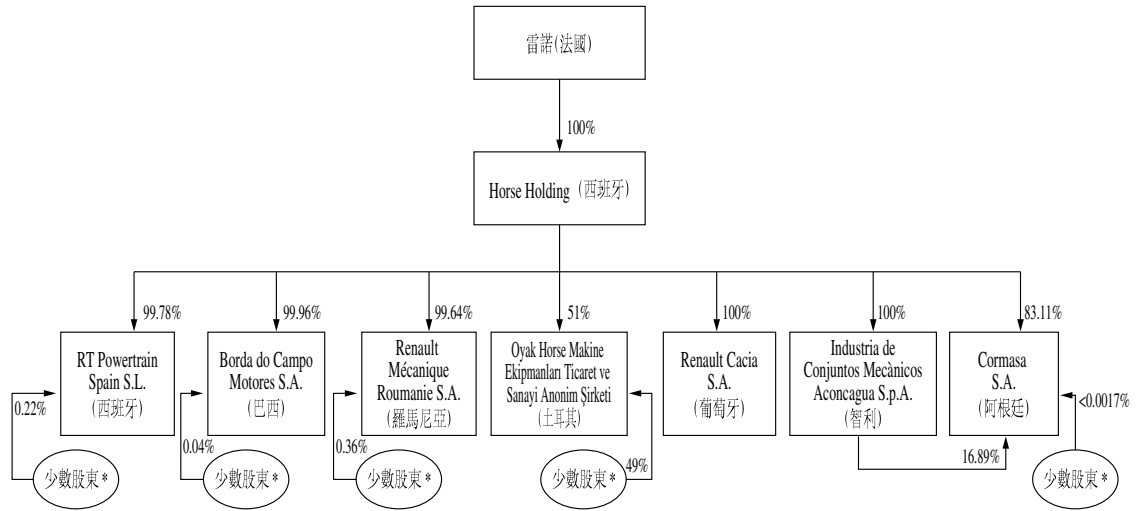 雷諾(法國)
100%
Horse Holding (西班牙)
99.78%
99.96%
99.64%
51%
100%
100%
83.11%
RT Powertrain
Spain S.L.
(西班牙)
Borda do Campo
Motores S.A.
(巴西)
Renault
Mécanique
Roumanie S.A.
(羅馬尼亞)
Oyak Horse Makine
Ekipmanları Ticaret ve
Sanayi Anonim Şirketi
(土耳其)
Renault Cacia
S.A.
(葡萄牙)
Industria de
Conjuntos Mecànicos
Aconcagua S.p.A.
(智利)
Cormasa
S.A.
(阿根廷)
0.22%
0.04%
0.36%
49%
16.89%
<0.0017%
少數股東*
少數股東*
少數股東*
少數股東*
少數股東*